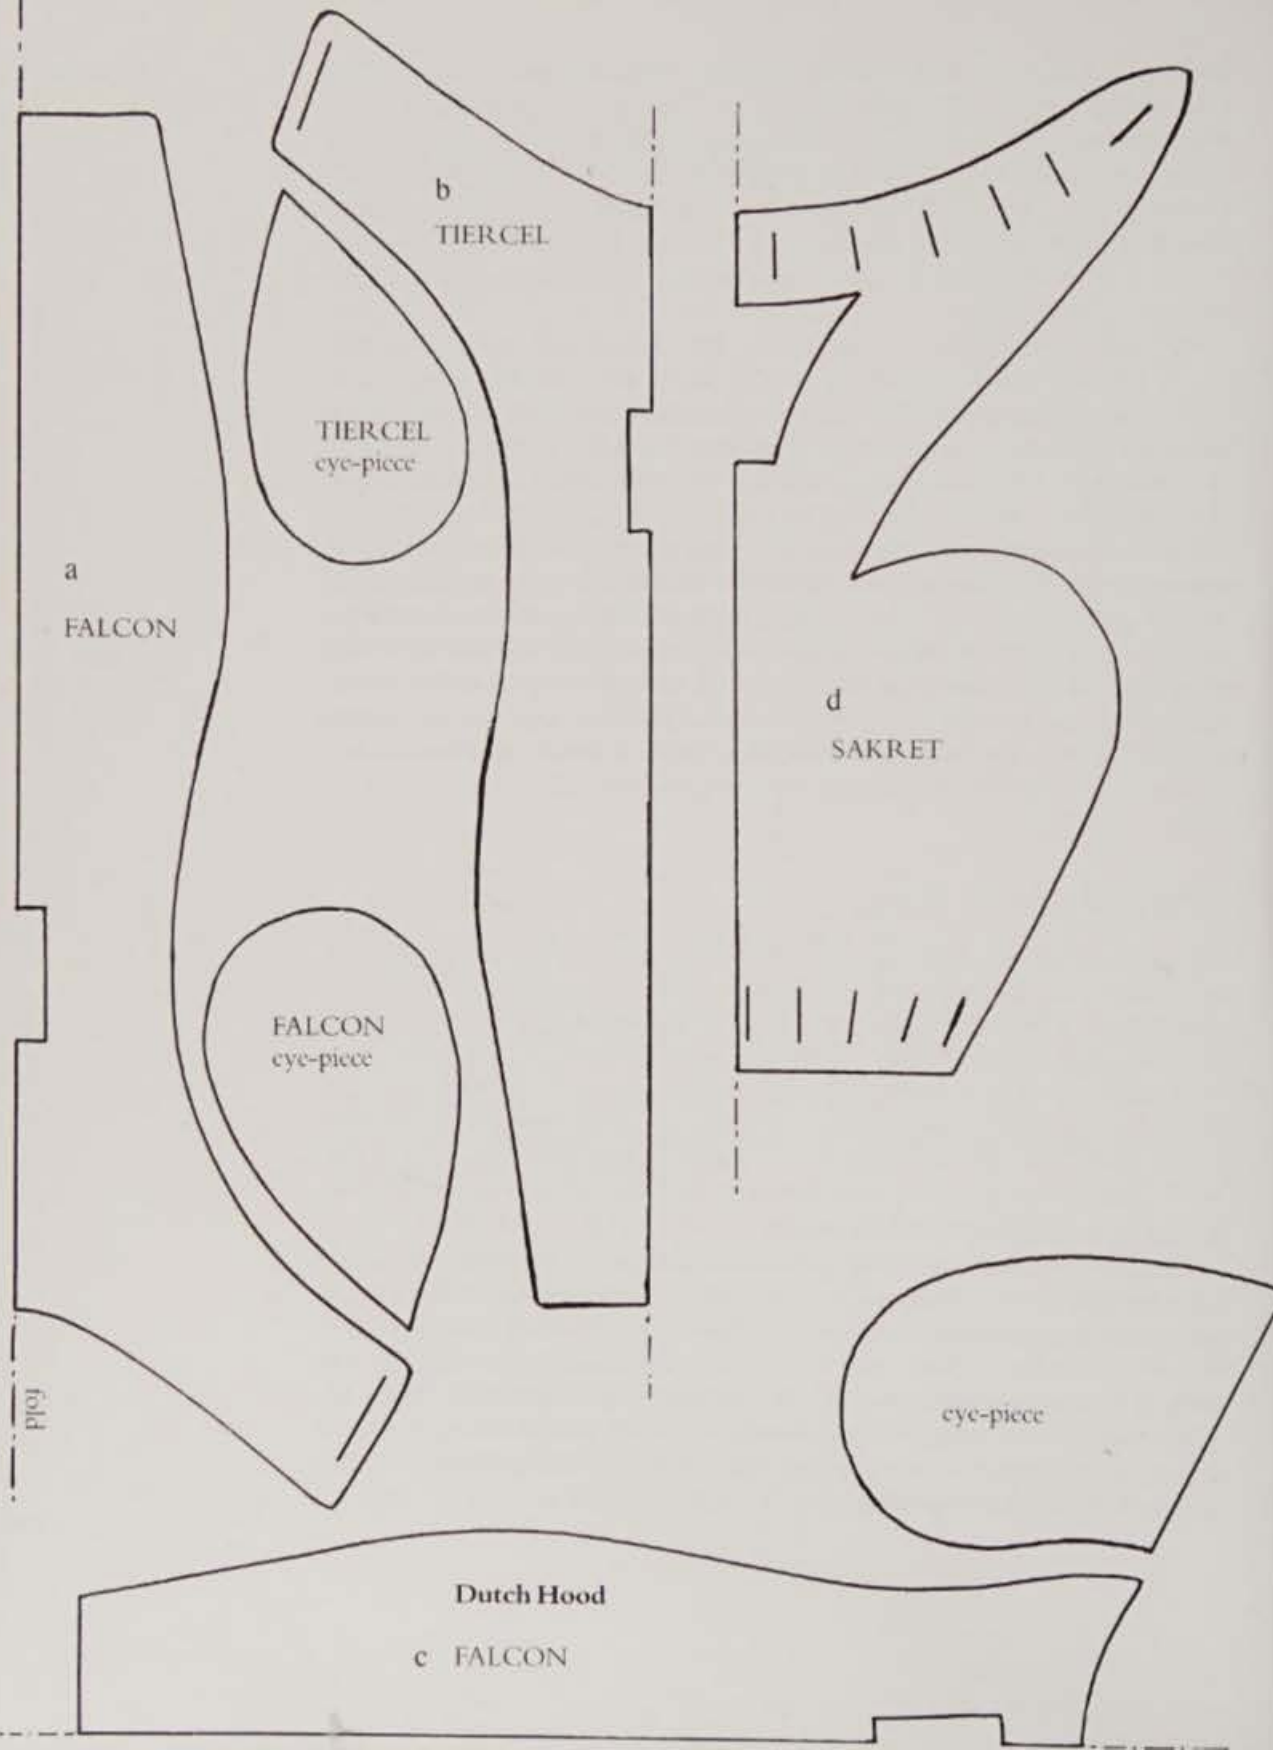 b
TIERCEL
TIERCEL
eye-piece
a
FALCON
d
SAKRET
FALCON
eye-piece
fold
eye-piece
Dutch Hood
c FALCON